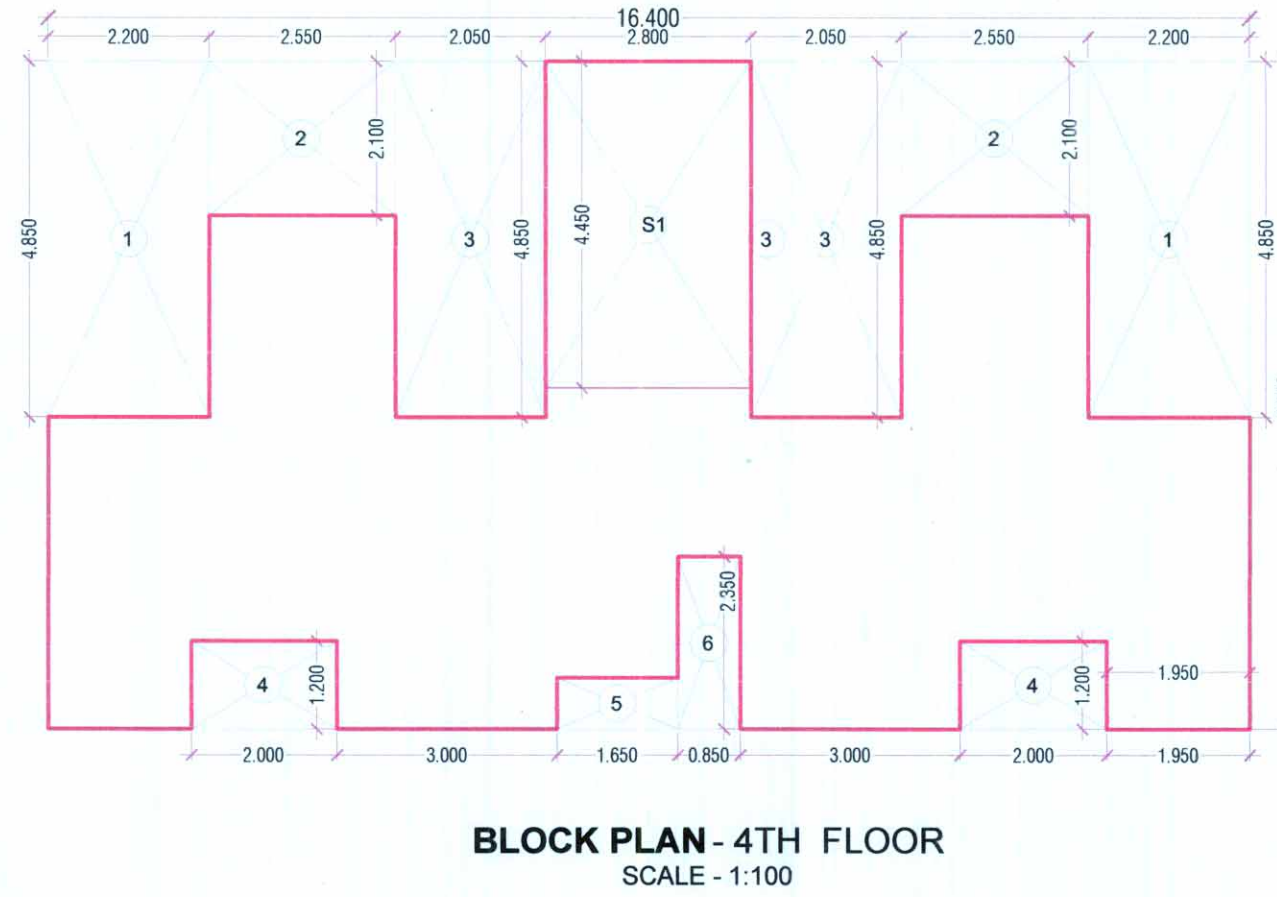 16.400
2.200 2.550 2.050 2.800 2.050 2.550 2.200
2 2.100 2 2.100
4.850 1 3 4.850 4.450 S1 3 3 4.850 1 4.850
2.350
6
4 1.200 5 4 1.200 1.950
2.000 3.000 1.650 0.850 3.000 2.000 1.950
BLOCK PLAN - 4TH FLOOR
SCALE - 1:100